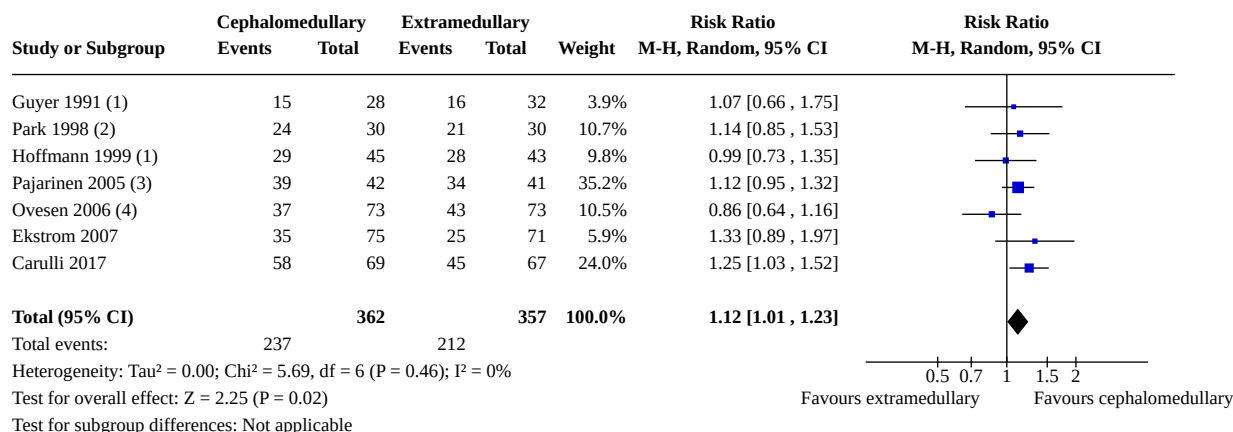 Cephalomedullary Extramedullary Risk Ratio Risk Ratio
Study or Subgroup Events Total Events Total Weight M-H, Random, 95% CI M-H, Random, 95% CI
Guyer 1991 (1) 15 28 16 32 3.9% 1.07 [0.66 , 1.75]
Park 1998 (2) 24 30 21 30 10.7% 1.14 [0.85 , 1.53]
Hoffmann 1999 (1) 29 45 28 43 9.8% 0.99 [0.73 , 1.35]
Pajarinen 2005 (3) 39 42 34 41 35.2% 1.12 [0.95 , 1.32]
Ovesen 2006 (4) 37 73 43 73 10.5% 0.86 [0.64 , 1.16]
Ekstrom 2007 35 75 25 71 5.9% 1.33 [0.89 , 1.97]
Carulli 2017 58 69 45 67 24.0% 1.25 [1.03 , 1.52]
Total (95% CI) 362 357 100.0% 1.12 [1.01 , 1.23]
Total events: 237 212
Heterogeneity: Tau² = 0.00; Chi² = 5.69, df = 6 (P = 0.46); I² = 0%
0.5 0.7 1 1.5 2
Test for overall effect: Z = 2.25 (P = 0.02) Favours extramedullary Favours cephalomedullary
Test for subgroup differences: Not applicable